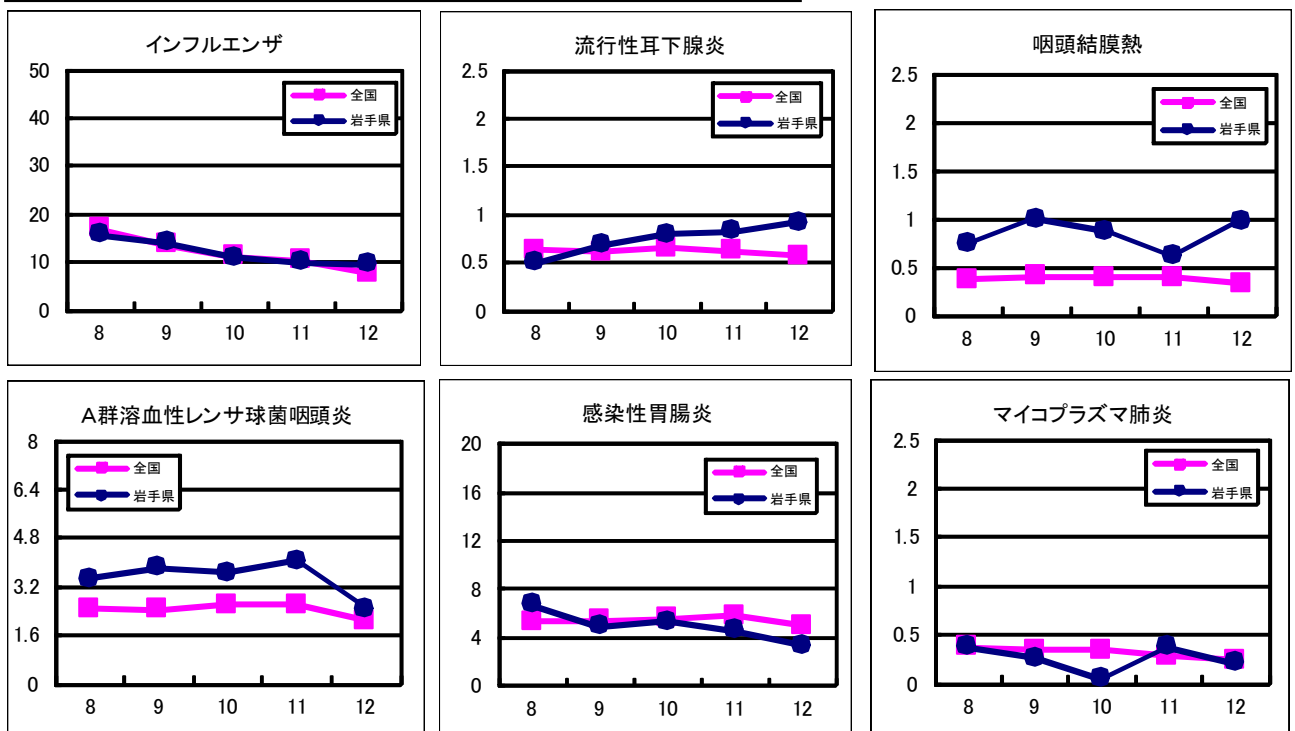 インフルエンザ
50
40
30
20
10
0
全国
岩手県
8 9 10 11 12
流行性耳下腺炎
2.5
2
1.5
1
0.5
0
全国
岩手県
8 9 10 11 12
咽頭結膜熱
2.5
2
1.5
1
0.5
0
全国
岩手県
8 9 10 11 12
A群溶血性レンサ球菌咽頭炎
8
6.4
4.8
3.2
1.6
0
全国
岩手県
8 9 10 11 12
感染性胃腸炎
20
16
12
8
4
0
全国
岩手県
8 9 10 11 12
マイコプラズマ肺炎
2.5
2
1.5
1
0.5
0
全国
岩手県
8 9 10 11 12